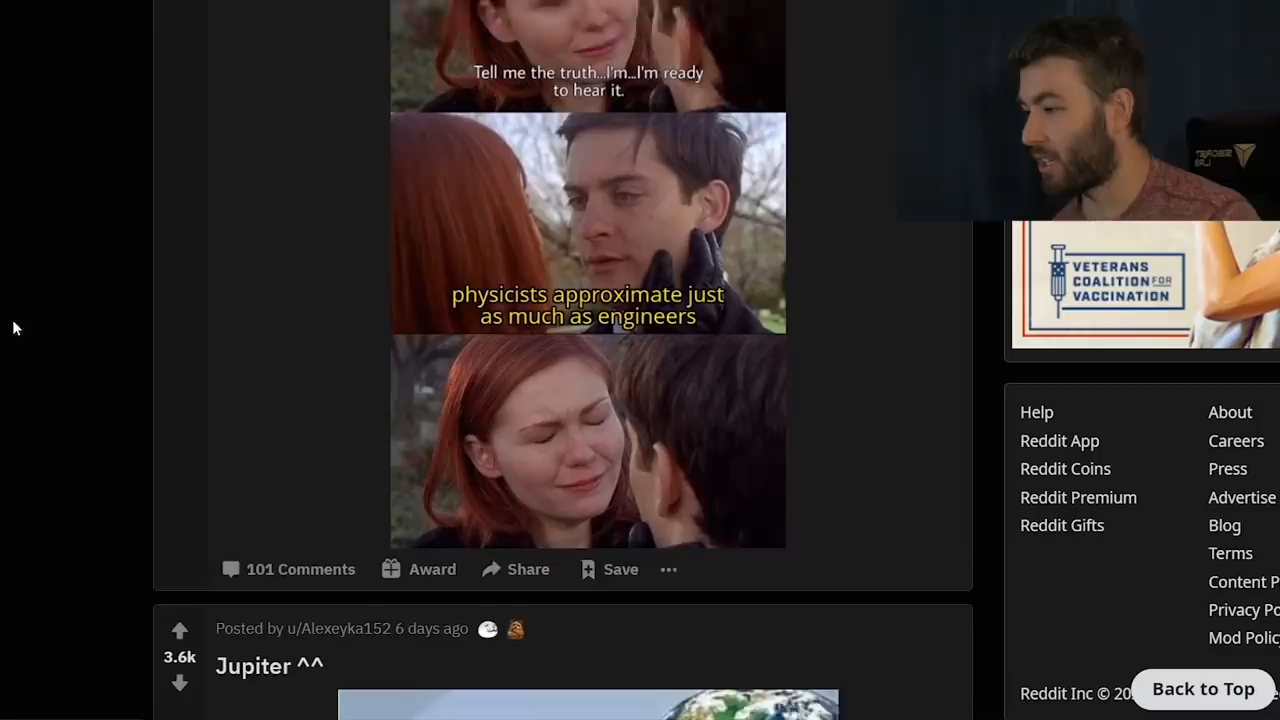 Tell me the truth...I'm...I'm ready
to hear it.
physicists approximate just
as much as engineers
101 Comments
Award
Share
Save
Posted by u/Alexeyka152 6 days ago
3.6k
Jupiter ^^
VETERANS
COALITION FOR
VACCINATION
Help
About
Reddit App
Careers
Reddit Coins
Press
Reddit Premium
Advertise
Reddit Gifts
Blog
Terms
Content P
Privacy Po
Mod Policy
Reddit Inc © 20
Back to Top